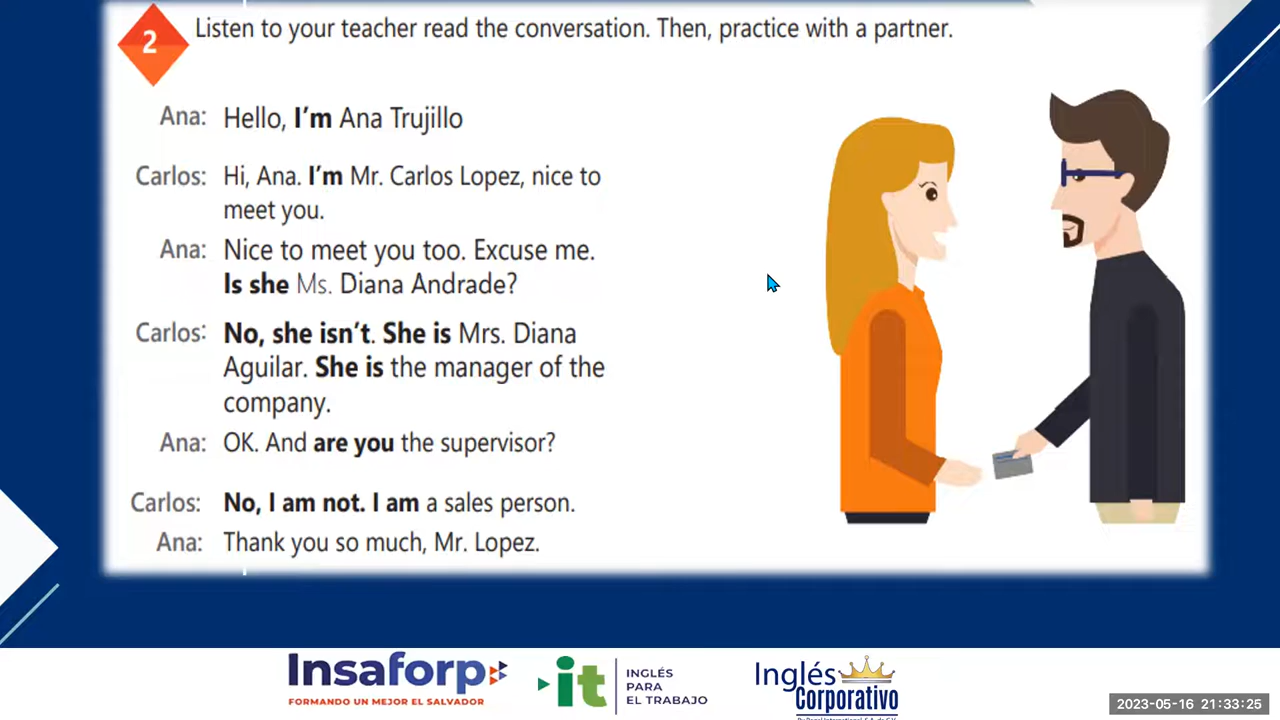 2
Listen to your teacher read the conversation. Then, practice with a partner.
Ana: Hello, I'm Ana Trujillo
Carlos: Hi, Ana. I'm Mr. Carlos Lopez, nice to
meet you.
Ana: Nice to meet you too. Excuse me.
Is she Ms. Diana Andrade?
Carlos: No, she isn't. She is Mrs. Diana
Aguilar. She is the manager of the
company.
Ana: OK. And are you the supervisor?
Carlos: No, I am not. I am a sales person.
Ana: Thank you so much, Mr. Lopez.
Insaforp
FORMANDO UN MEJOR EL SALVADOR
it
INGLÉS
PARA
EL TRABAJO
Inglés
Corporativo
2023-05-16 21:33:25